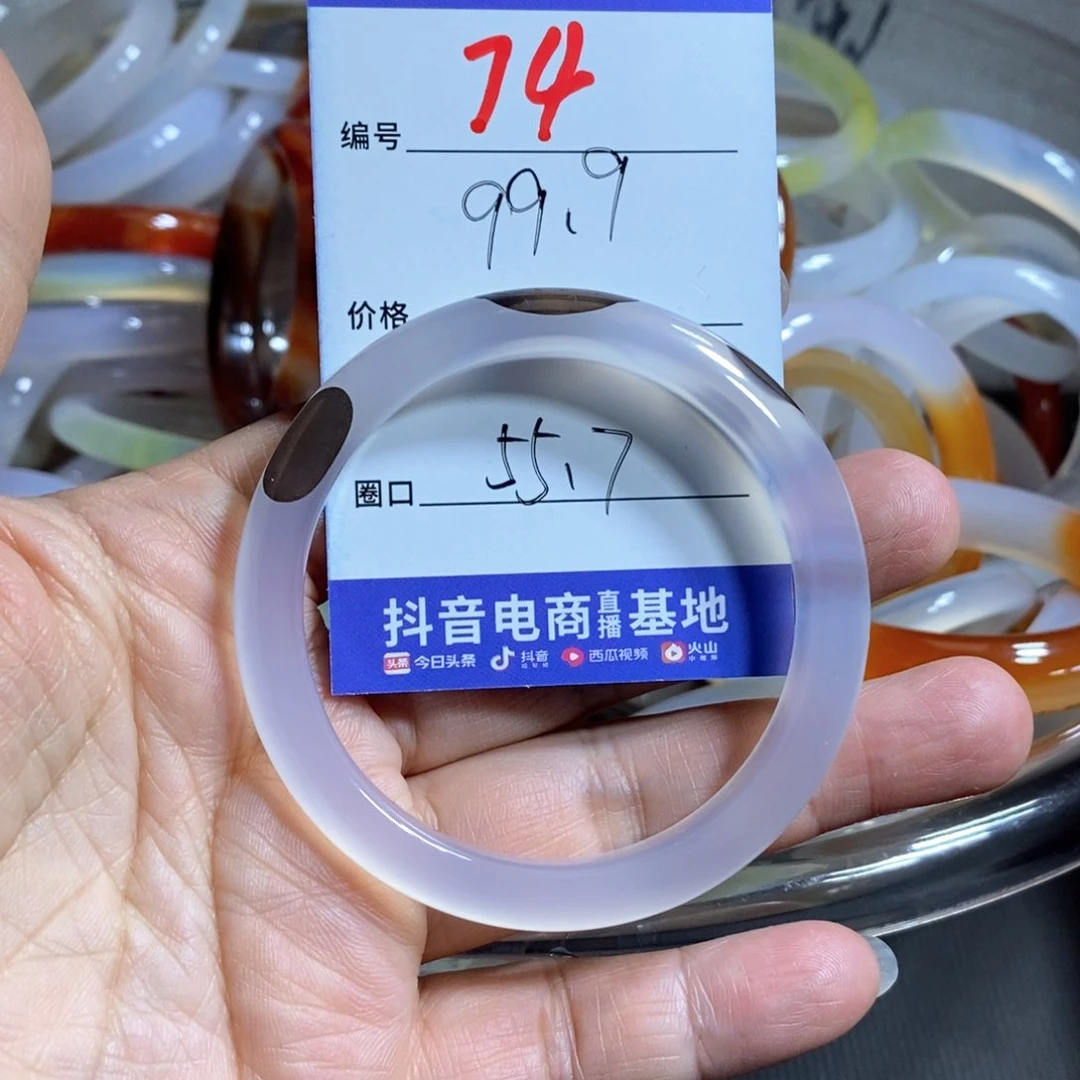 74
编号
99.9
价格
圈口 55.7
抖音电商直播基地
头条 今日头条 抖音 西瓜视频 火山